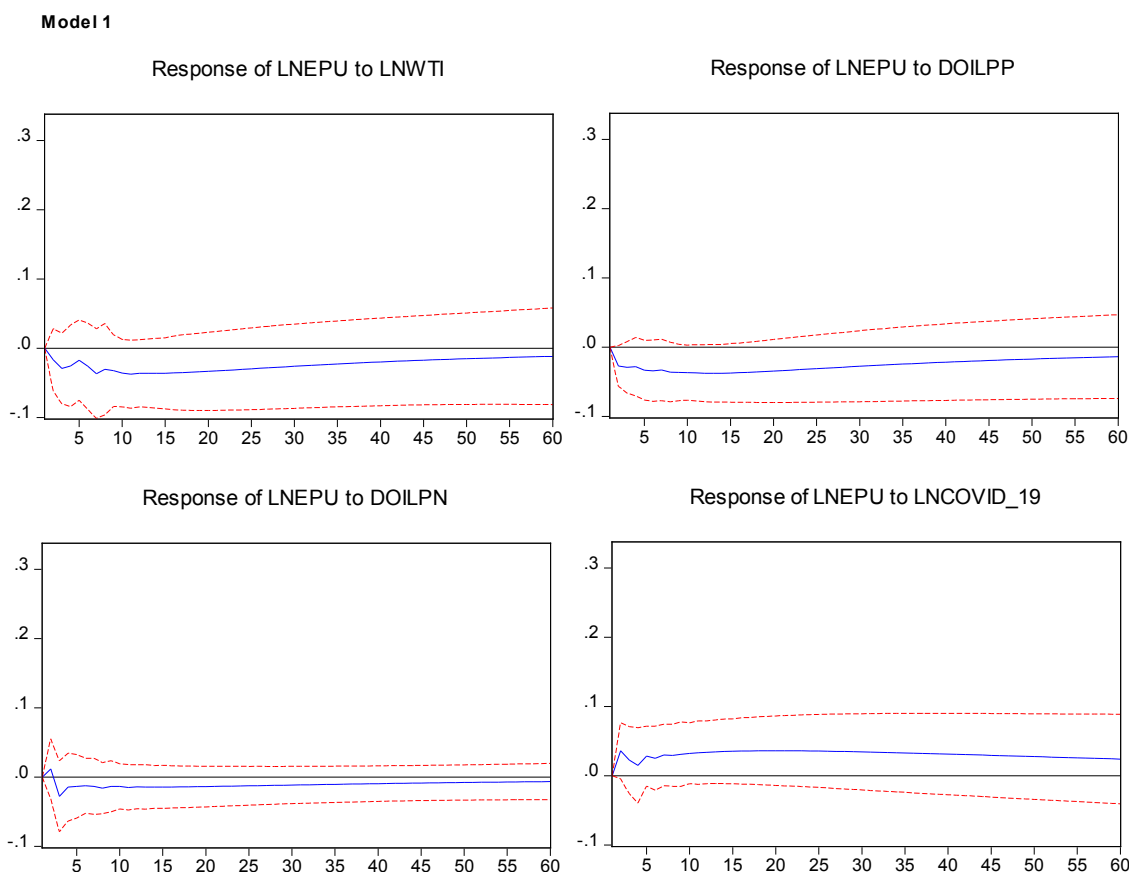 Model 1
Response of LNEPU to LNWTI
.3
.2
.1
.0
-.1
5 10 15 20 25 30 35 40 45 50 55 60
Response of LNEPU to DOILPP
.3
.2
.1
.0
-.1
5 10 15 20 25 30 35 40 45 50 55 60
Response of LNEPU to DOILPN
.3
.2
.1
.0
-.1
5 10 15 20 25 30 35 40 45 50 55 60
Response of LNEPU to LNCOVID_19
.3
.2
.1
.0
-.1
5 10 15 20 25 30 35 40 45 50 55 60